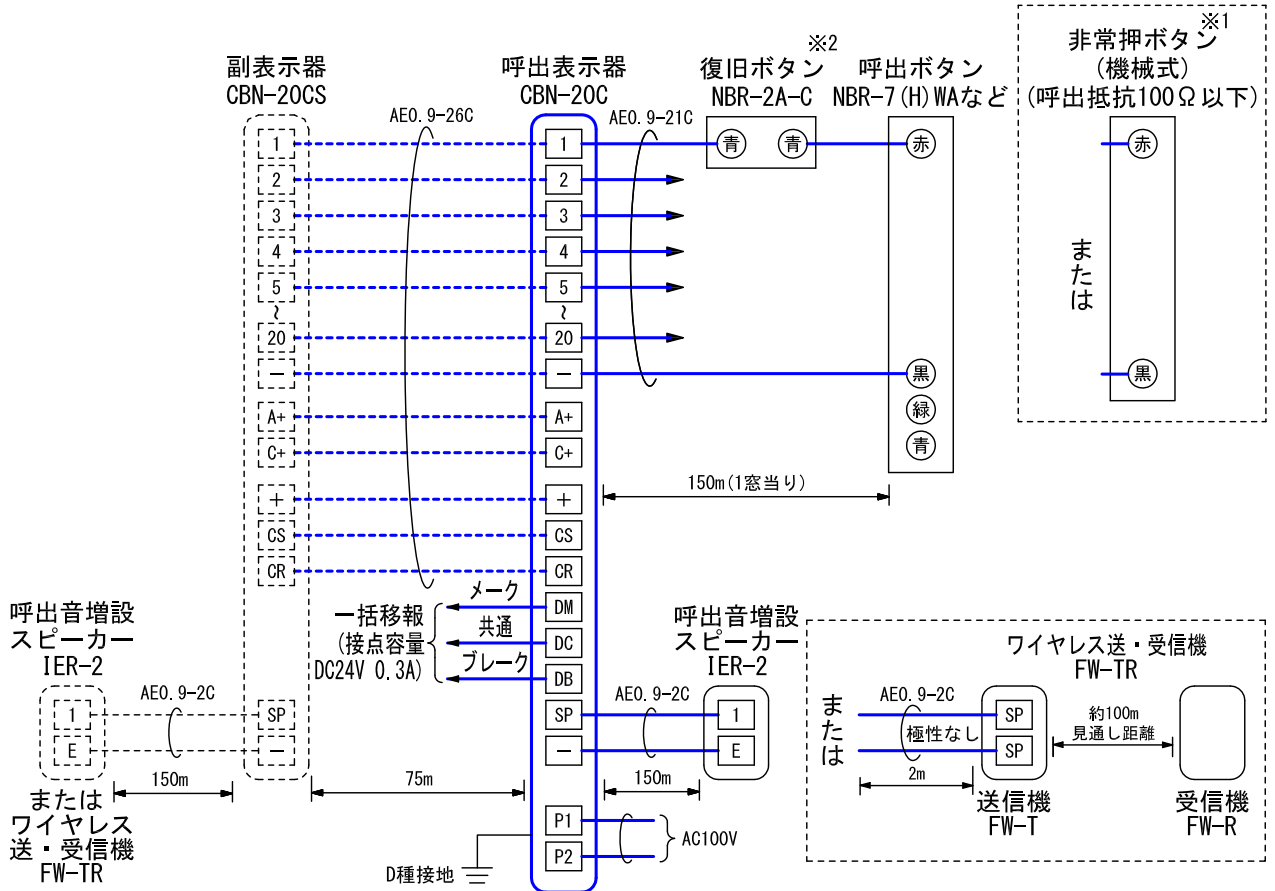 副表示器
CBN-20CS
1
2
3
4
5
~
20
—
A+
C+
+
CS
CR
SP
—
AE0.9-26C
呼出表示器
CBN-20C
1
2
3
4
5
~
20
—
A+
C+
+
CS
CR
DM
DC
DB
SP
—
P1
P2
AE0.9-21C
※2
復旧ボタン
NBR-2A-C
青 青
呼出ボタン
NBR-7(H)WAなど
赤
黒
緑
青
※1
非常押ボタン
(機械式)
(呼出抵抗100Ω以下)
赤
黒
または
150m(1窓当り)
メーク
共通
ブレーク
一括移報
(接点容量
DC24V 0.3A)
呼出音増設
スピーカー
IER-2
1
E
AE0.9-2C
150m
または
ワイヤレス
送・受信機
FW-TR
75m
呼出音増設
スピーカー
IER-2
AE0.9-2C
1
E
150m
AC100V
D種接地
ワイヤレス送・受信機
FW-TR
または
AE0.9-2C
極性なし
SP
SP
2m
約100m
見通し距離
送信機
FW-T
受信機
FW-R